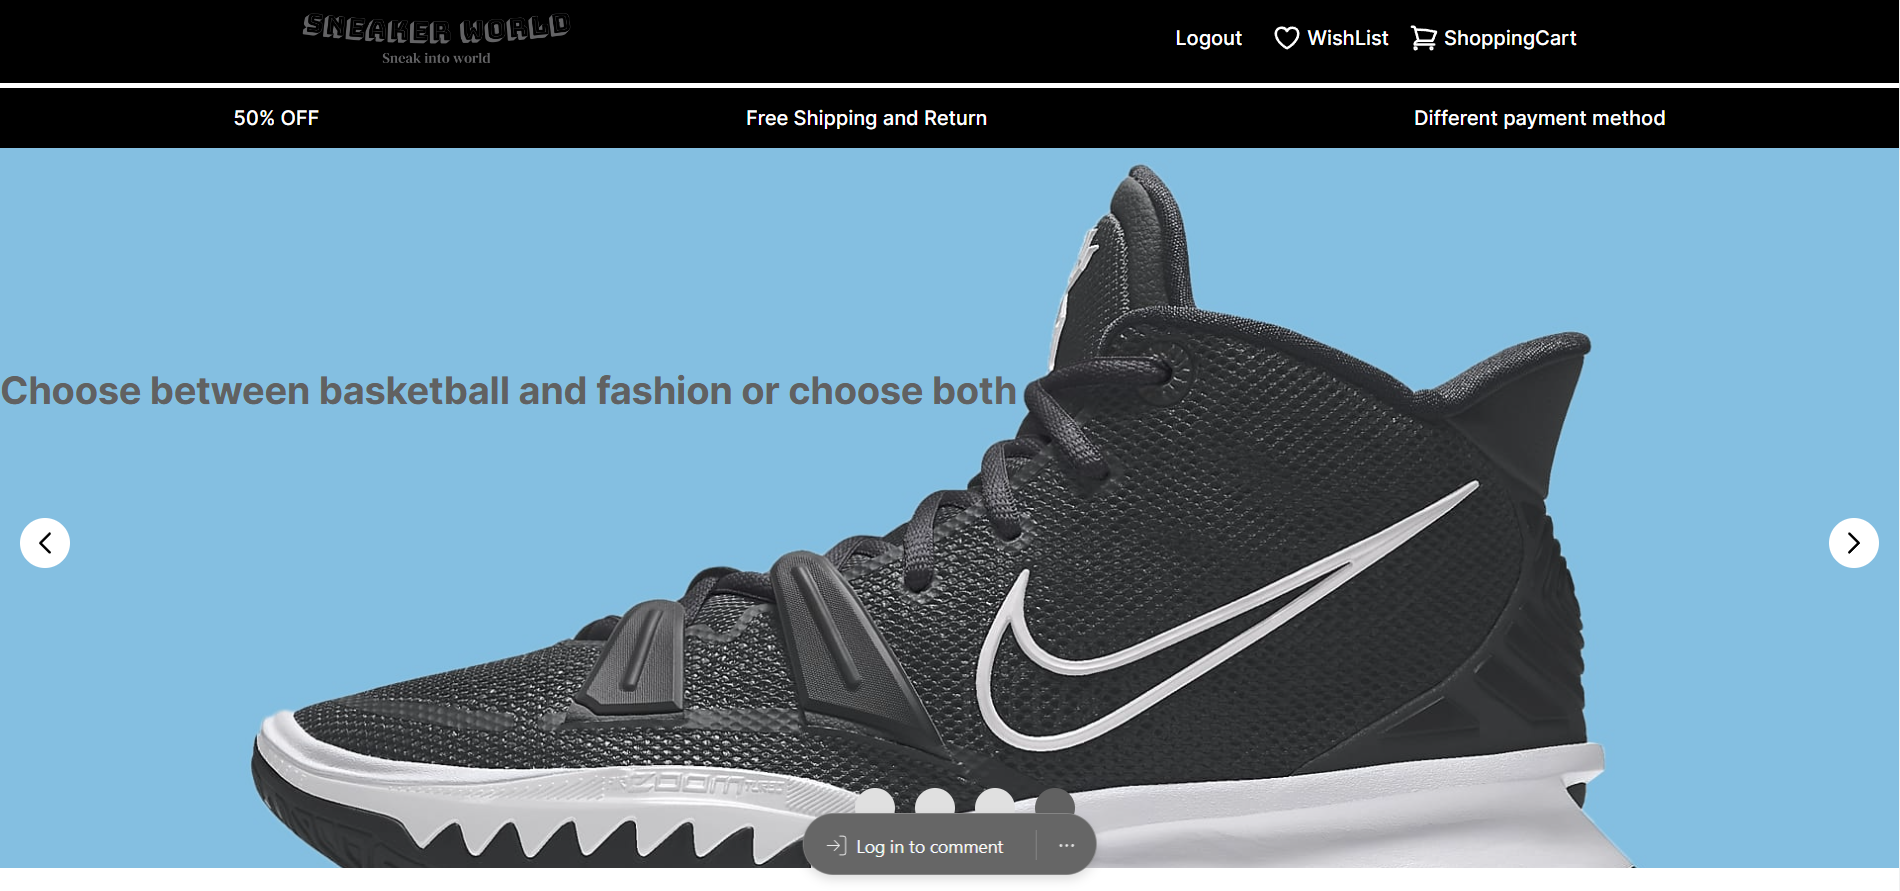 SNEAKER WORLD
Sneak into world
Logout
WishList
ShoppingCart
50% OFF
Free Shipping and Return
Different payment method
Choose between basketball and fashion or choose both
ZOOM TURBO
Log in to comment